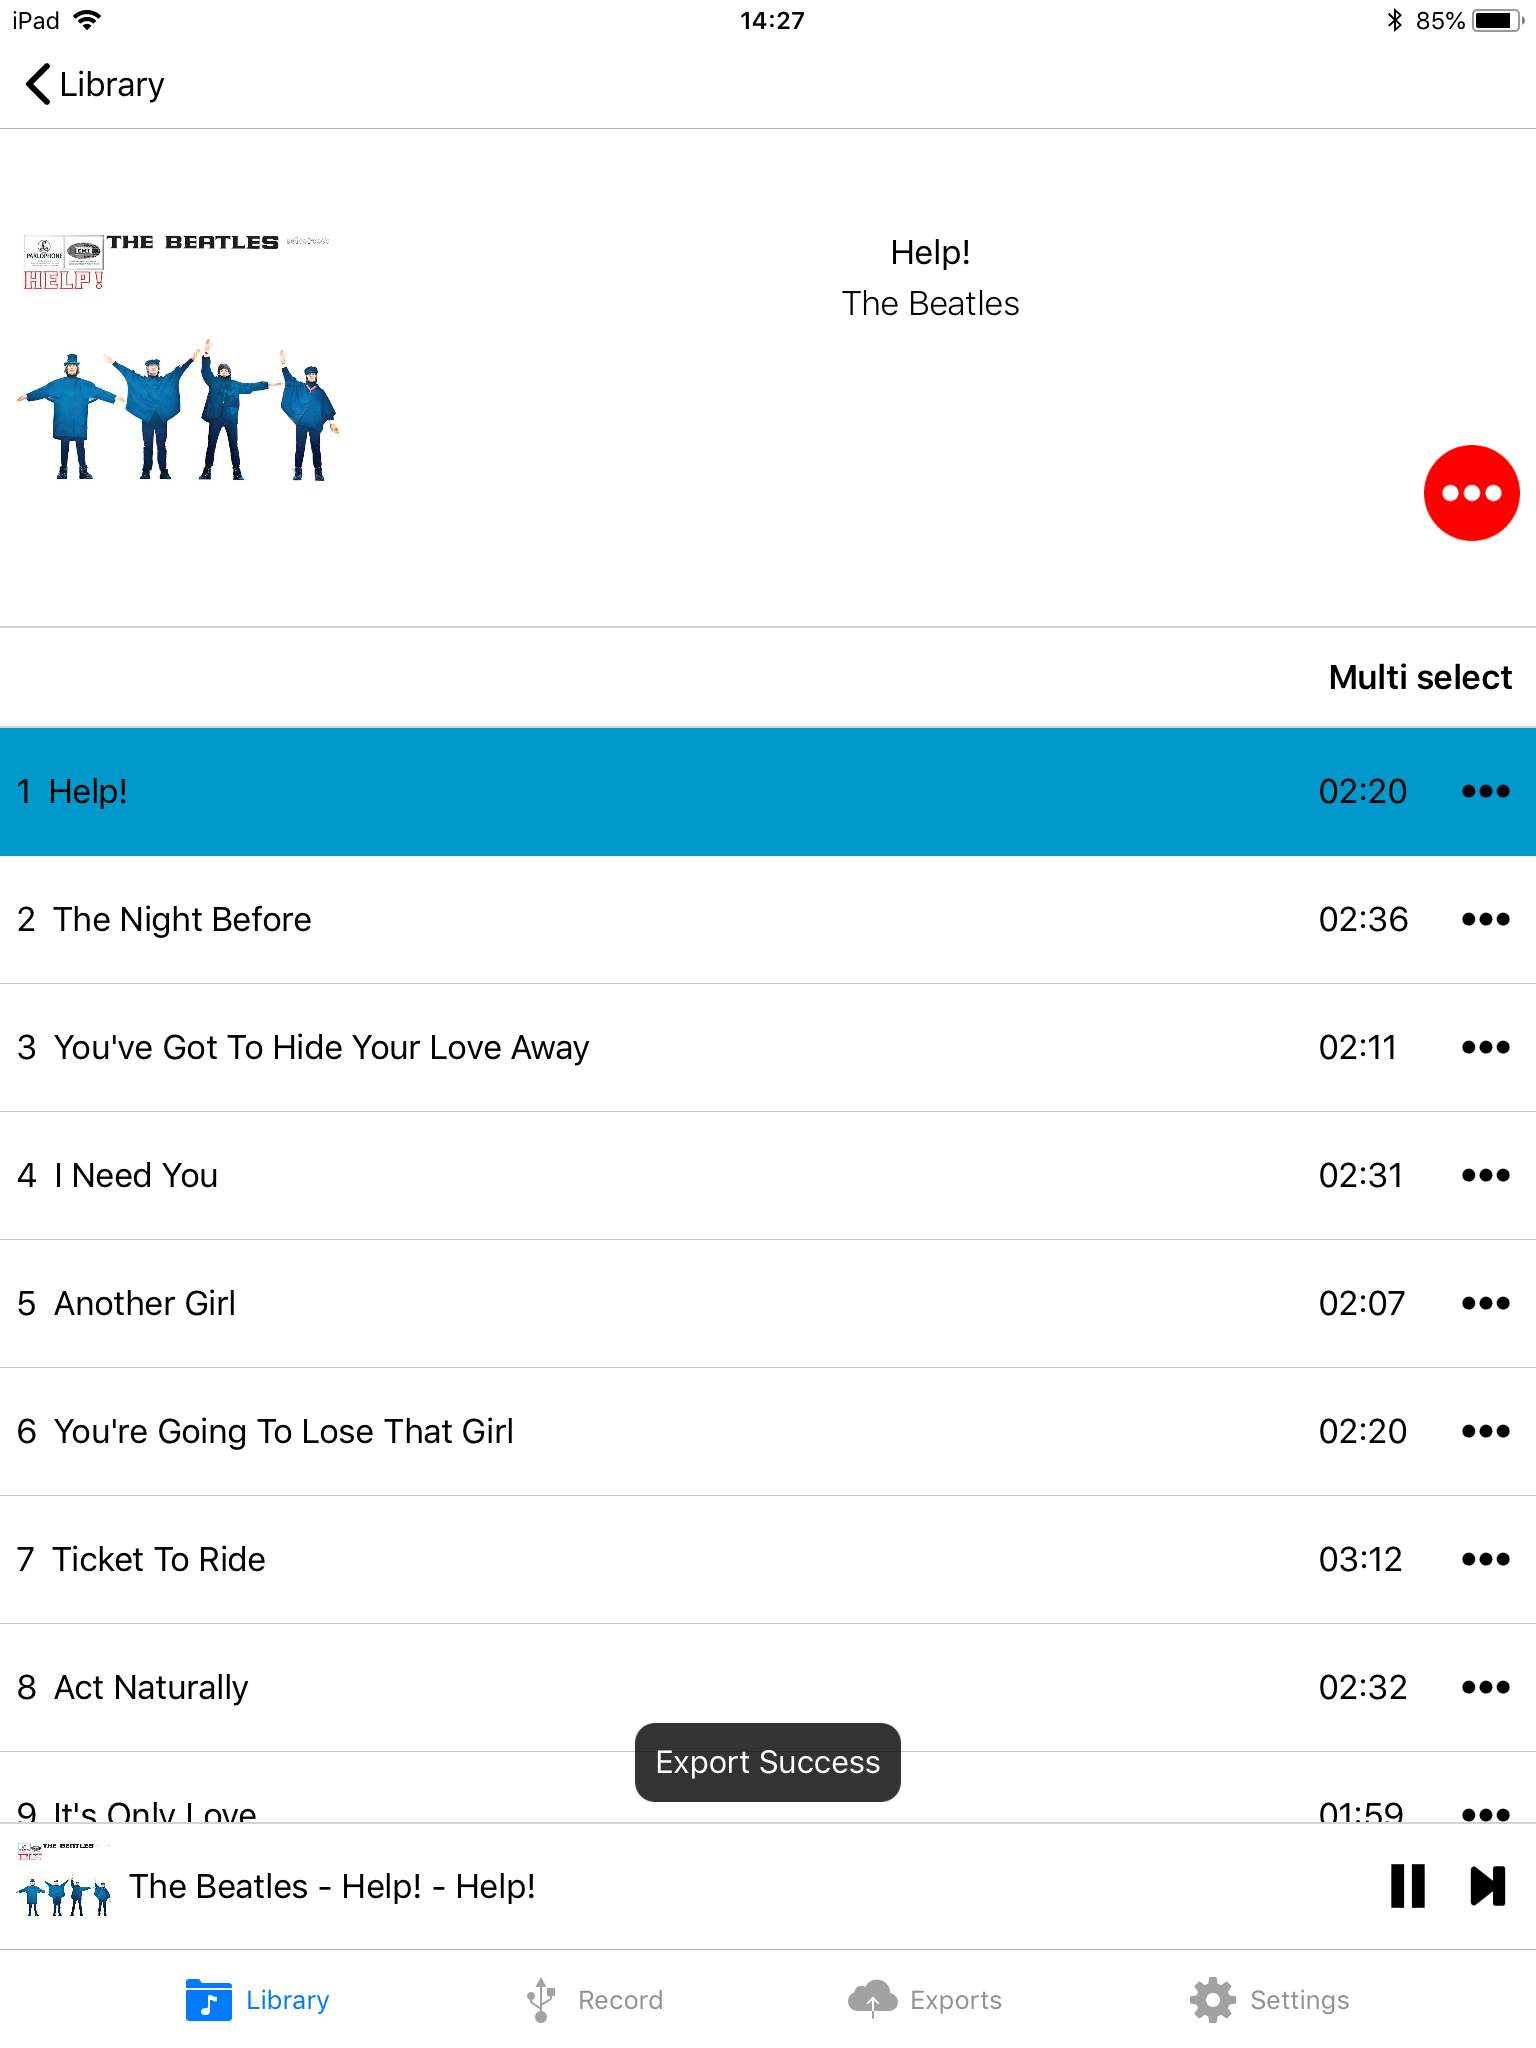 iPad
14:27
85%
Library
PARLOPHONE
EMI
THE BEATLES
HELP!
Help!
The Beatles
Multi select
1 Help! 02:20
2 The Night Before 02:36
3 You've Got To Hide Your Love Away 02:11
4 I Need You 02:31
5 Another Girl 02:07
6 You're Going To Lose That Girl 02:20
7 Ticket To Ride 03:12
8 Act Naturally 02:32
Export Success
9 It's Only Love 01:59
THE BEATLES
The Beatles - Help! - Help!
Library
Record
Exports
Settings